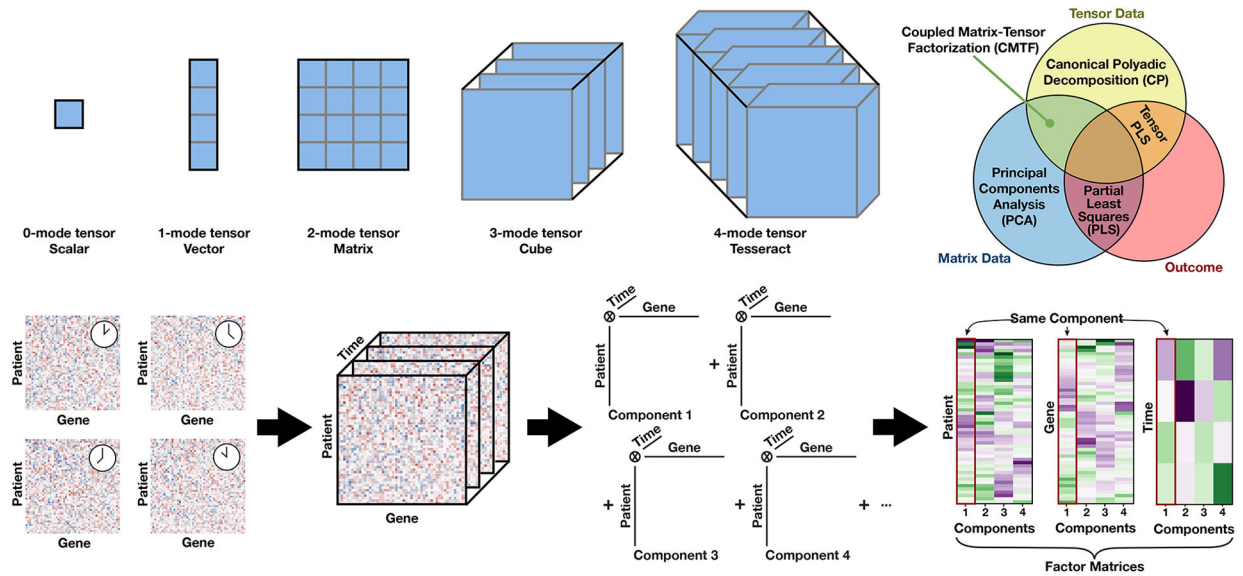 0-mode tensor
Scalar
1-mode tensor
Vector
2-mode tensor
Matrix
3-mode tensor
Cube
4-mode tensor
Tesseract
Tensor Data
Coupled Matrix-Tensor
Factorization (CMTF)
Canonical Polyadic
Decomposition (CP)
Tensor
PLS
Principal
Components
Analysis
(PCA)
Partial
Least
Squares
(PLS)
Matrix Data
Outcome
Patient
Gene
Patient
Gene
Patient
Gene
Patient
Gene
Time
Patient
Gene
Time
Gene
Patient
Component 1
+
Time
Gene
Patient
Component 2
+
Time
Gene
Patient
Component 3
+
Time
Gene
Patient
Component 4
+ ...
Same Component
Patient
1 2 3 4
Components
Gene
1 2 3 4
Components
Time
1 2 3 4
Components
Factor Matrices